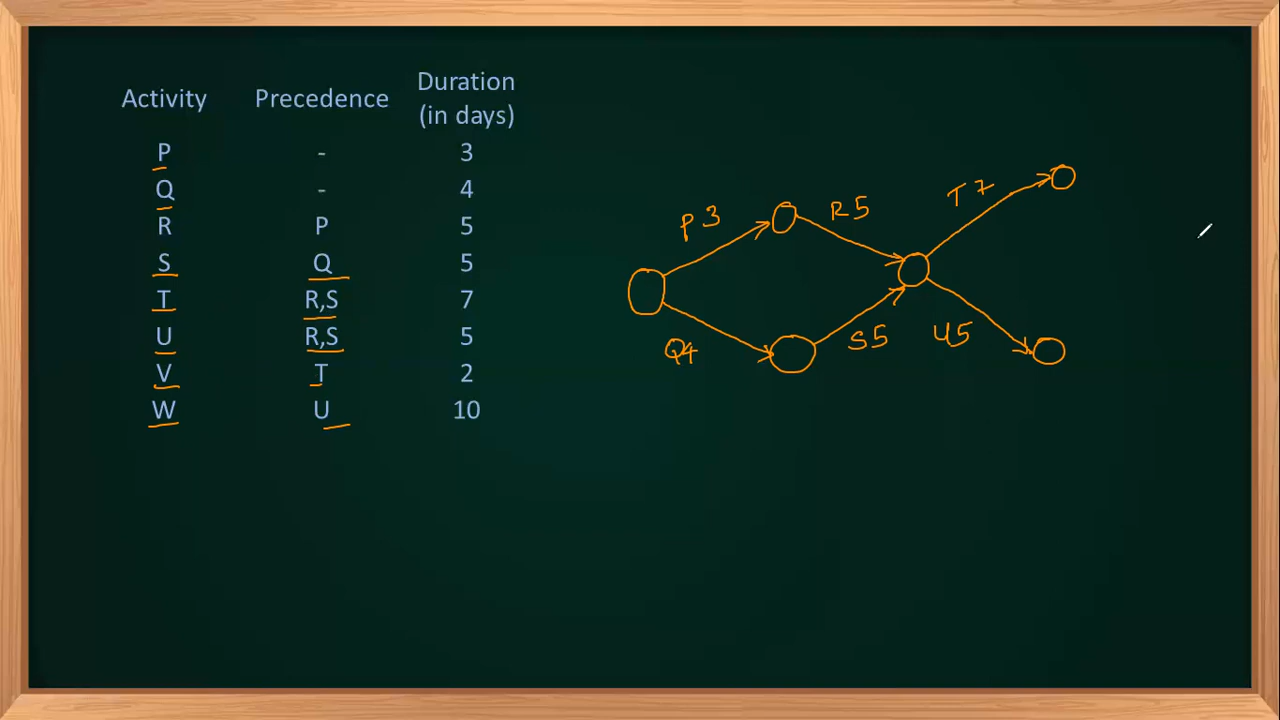 Activity Precedence Duration (in days)
P - 3
Q - 4
R P 5
S Q 5
T R,S 7
U R,S 5
V T 2
W U 10
P 3
R 5
T 7
Q4
S5
U5